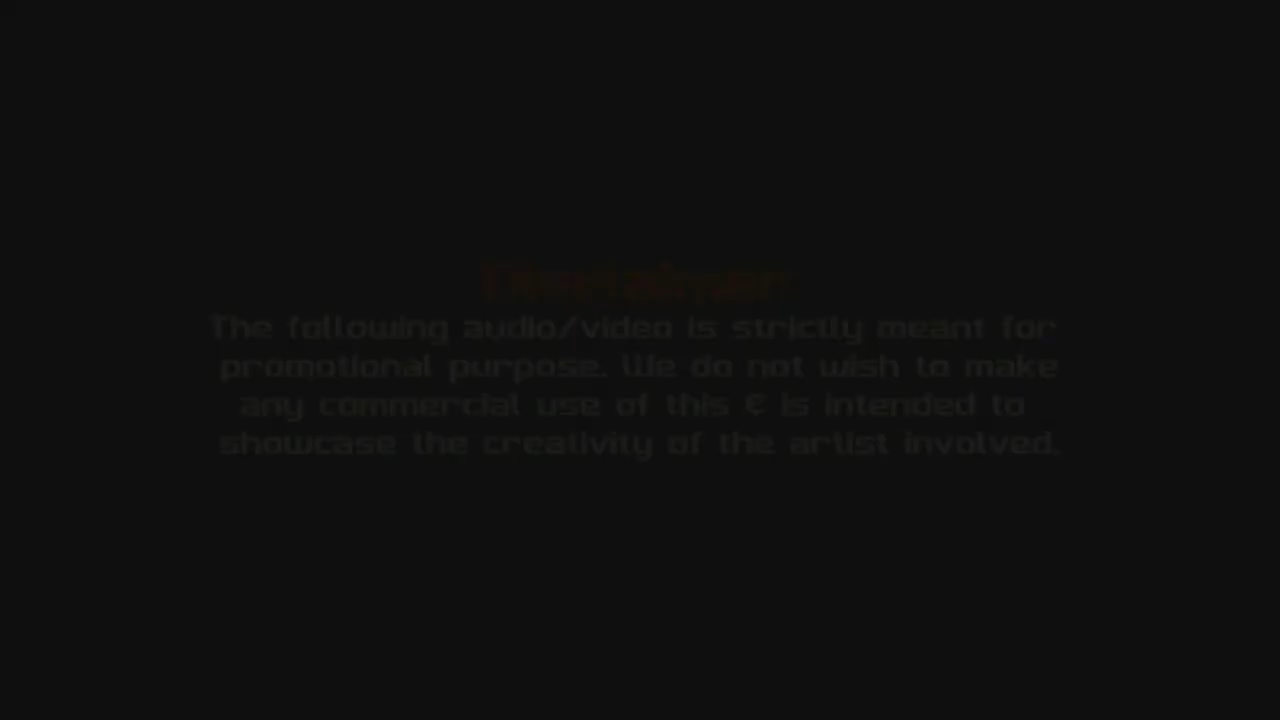 Disclaimer
The following audio/video is strictly meant for
promotional purpose. We do not wish to make
any commercial use of this & is intended to
showcase the creativity of the artist involved.